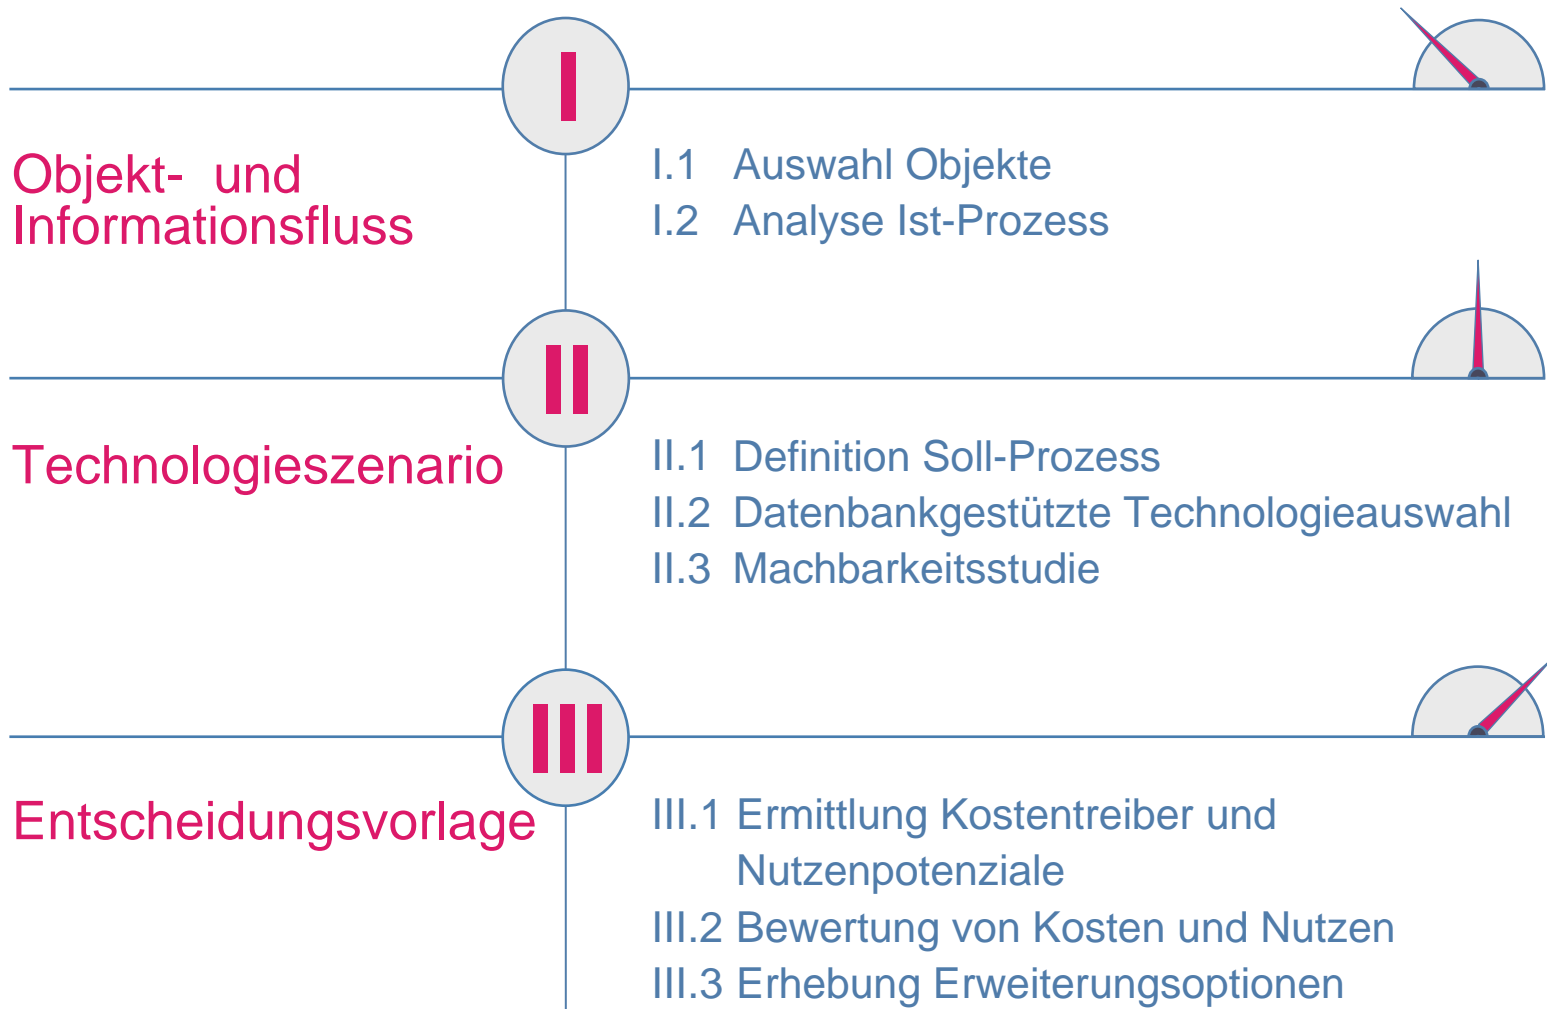 I
Objekt- und
Informationsfluss
I.1 Auswahl Objekte
I.2 Analyse Ist-Prozess
II
Technologieszenario
II.1 Definition Soll-Prozess
II.2 Datenbankgestützte Technologieauswahl
II.3 Machbarkeitsstudie
III
Entscheidungsvorlage
III.1 Ermittlung Kostentreiber und
Nutzenpotenziale
III.2 Bewertung von Kosten und Nutzen
III.3 Erhebung Erweiterungsoptionen